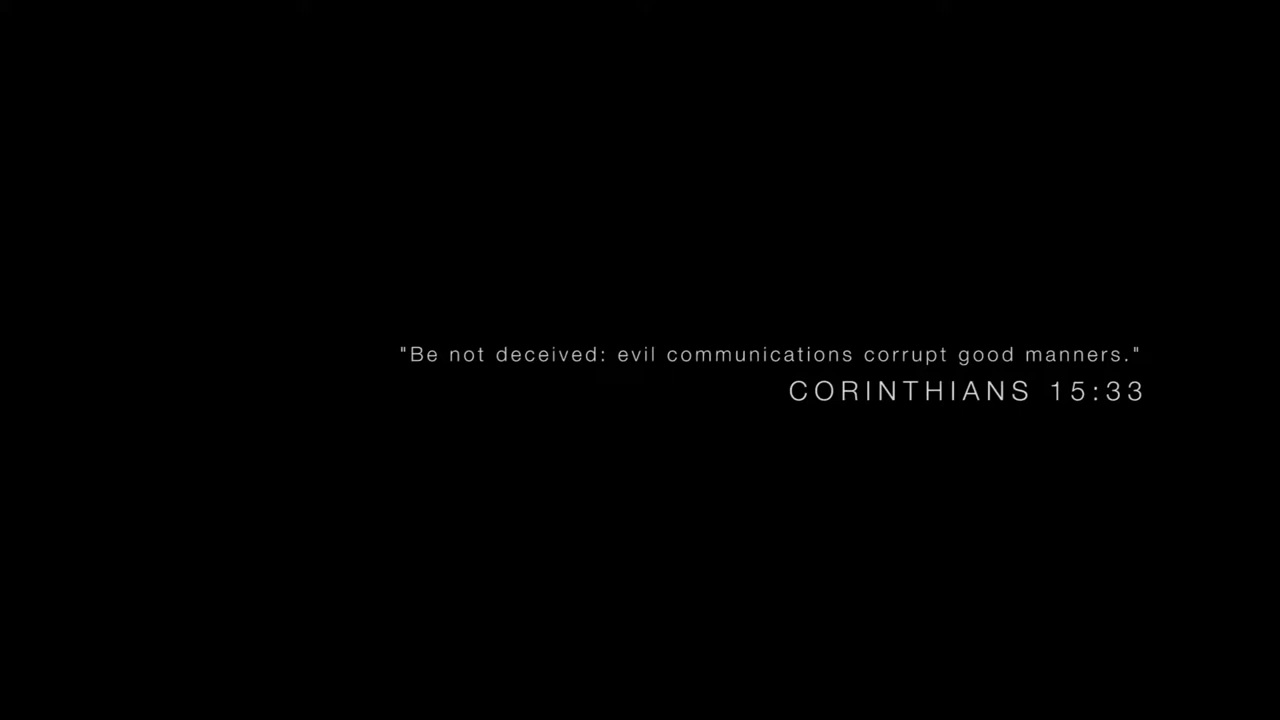 "Be not deceived: evil communications corrupt good manners."
CORINTHIANS 15:33